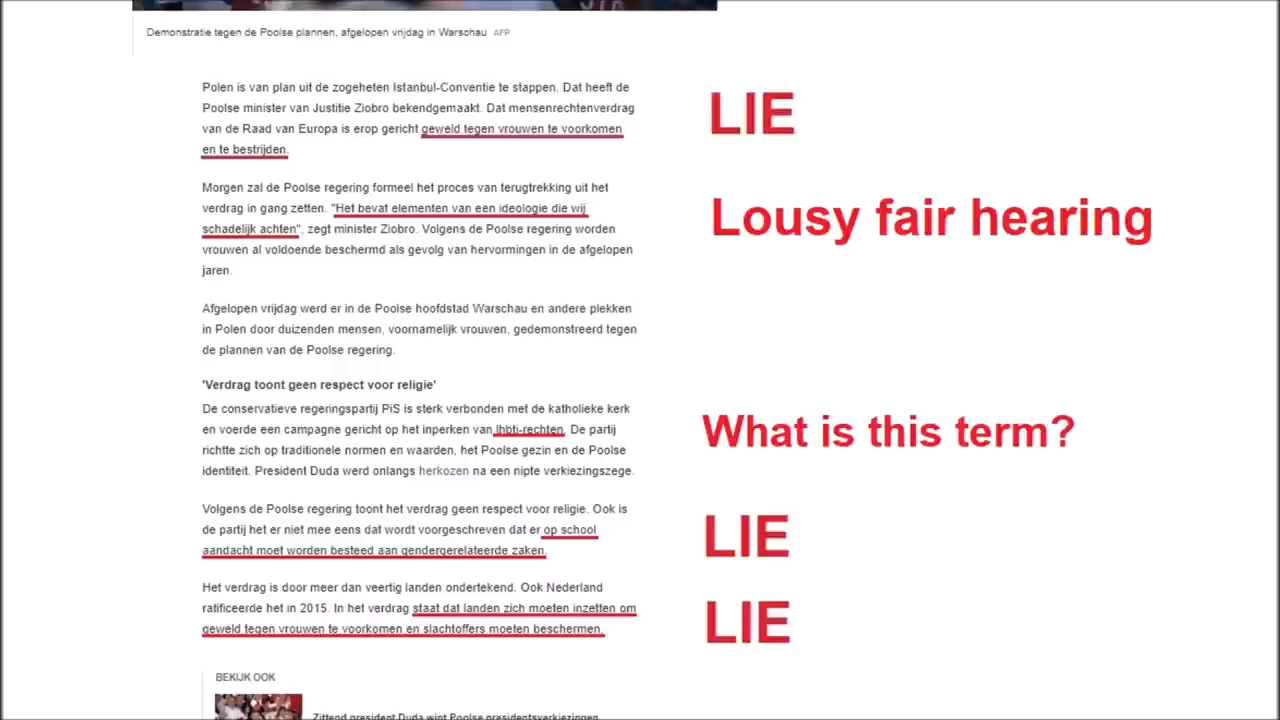 Demonstratie tegen de Poolse plannen, afgelopen vrijdag in Warschau AFP
Polen is van plan uit de zogeheten Istanbul-Conventie te stappen. Dat heeft de
Poolse minister van Justitie Ziobro bekendgemaakt. Dat mensenrechtenverdrag
van de Raad van Europa is erop gericht geweld tegen vrouwen te voorkomen
en te bestrijden.
LIE
Morgen zal de Poolse regering formeel het proces van terugtrekking uit het
verdrag in gang zetten. "Het bevat elementen van een ideologie die wij
schadelijk achten", zegt minister Ziobro. Volgens de Poolse regering worden
vrouwen al voldoende beschermd als gevolg van hervormingen in de afgelopen
jaren.
Lousy fair hearing
Afgelopen vrijdag werd er in de Poolse hoofdstad Warschau en andere plekken
in Polen door duizenden mensen, voornamelijk vrouwen, gedemonstreerd tegen
de plannen van de Poolse regering.
'Verdrag toont geen respect voor religie'
De conservatieve regeringspartij PiS is sterk verbonden met de katholieke kerk
en voerde een campagne gericht op het inperken van lhbti-rechten. De partij
richtte zich op traditionele normen en waarden, het Poolse gezin en de Poolse
identiteit. President Duda werd onlangs herkozen na een nipte verkiezingszege.
What is this term?
Volgens de Poolse regering toont het verdrag geen respect voor religie. Ook is
de partij het er niet mee eens dat wordt voorgeschreven dat er op school
aandacht moet worden besteed aan gendergerelateerde zaken.
LIE
Het verdrag is door meer dan veertig landen ondertekend. Ook Nederland
ratificeerde het in 2015. In het verdrag staat dat landen zich moeten inzetten om
geweld tegen vrouwen te voorkomen en slachtoffers moeten beschermen.
LIE
BEKIJK OOK
Zittend president Duda wint Poolse presidentsverkiezingen